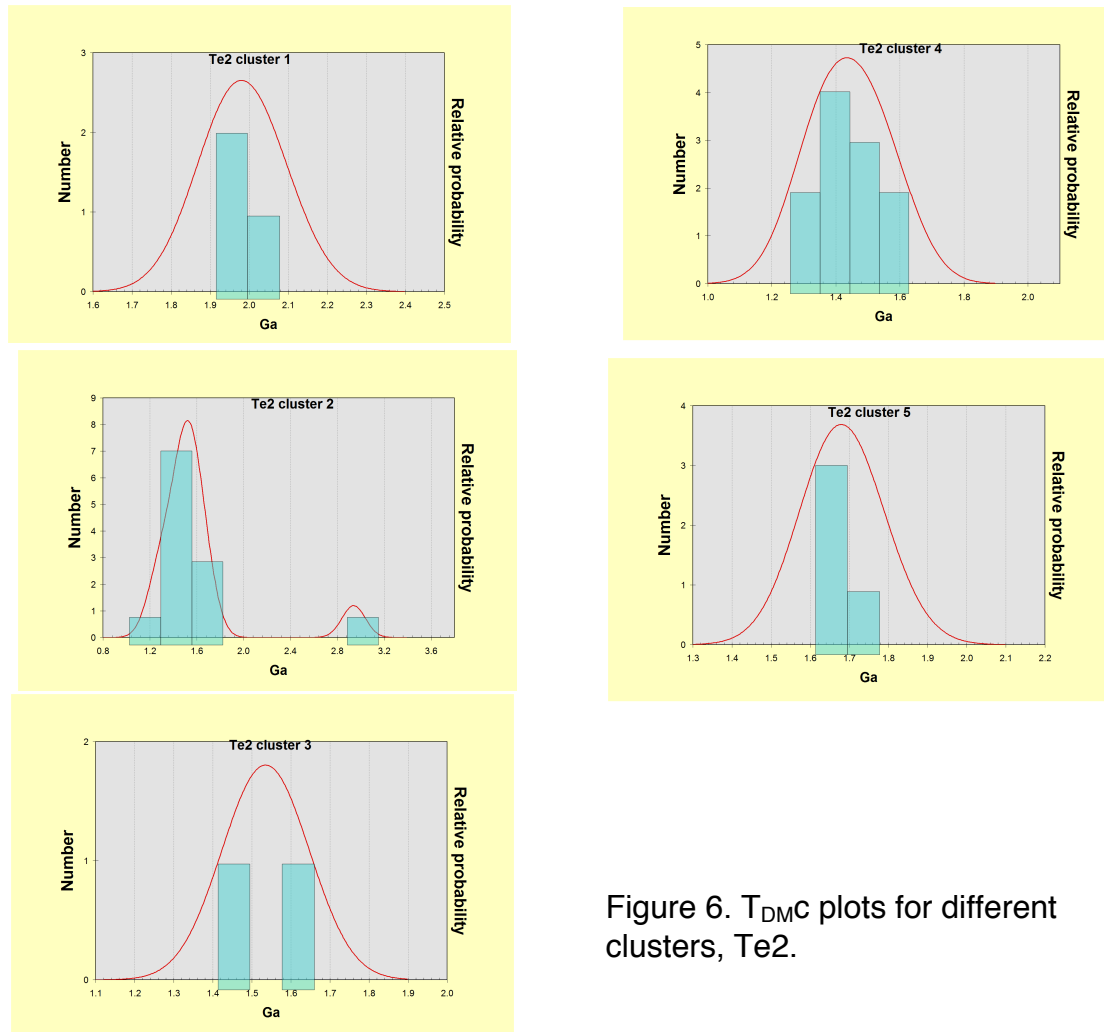 Te2 cluster 1
Number
Relative probability
3
2
1
0
1.6 1.7 1.8 1.9 2.0 2.1 2.2 2.3 2.4 2.5
Ga
Te2 cluster 2
Number
Relative probability
9
8
7
6
5
4
3
2
1
0
0.8 1.2 1.6 2.0 2.4 2.8 3.2 3.6
Ga
Te2 cluster 3
Number
Relative probability
2
1
0
1.1 1.2 1.3 1.4 1.5 1.6 1.7 1.8 1.9 2.0
Ga
Te2 cluster 4
Number
Relative probability
5
4
3
2
1
0
1.0 1.2 1.4 1.6 1.8 2.0
Ga
Te2 cluster 5
Number
Relative probability
4
3
2
1
0
1.3 1.4 1.5 1.6 1.7 1.8 1.9 2.0 2.1 2.2
Ga
Figure 6. TDMc plots for different
clusters, Te2.